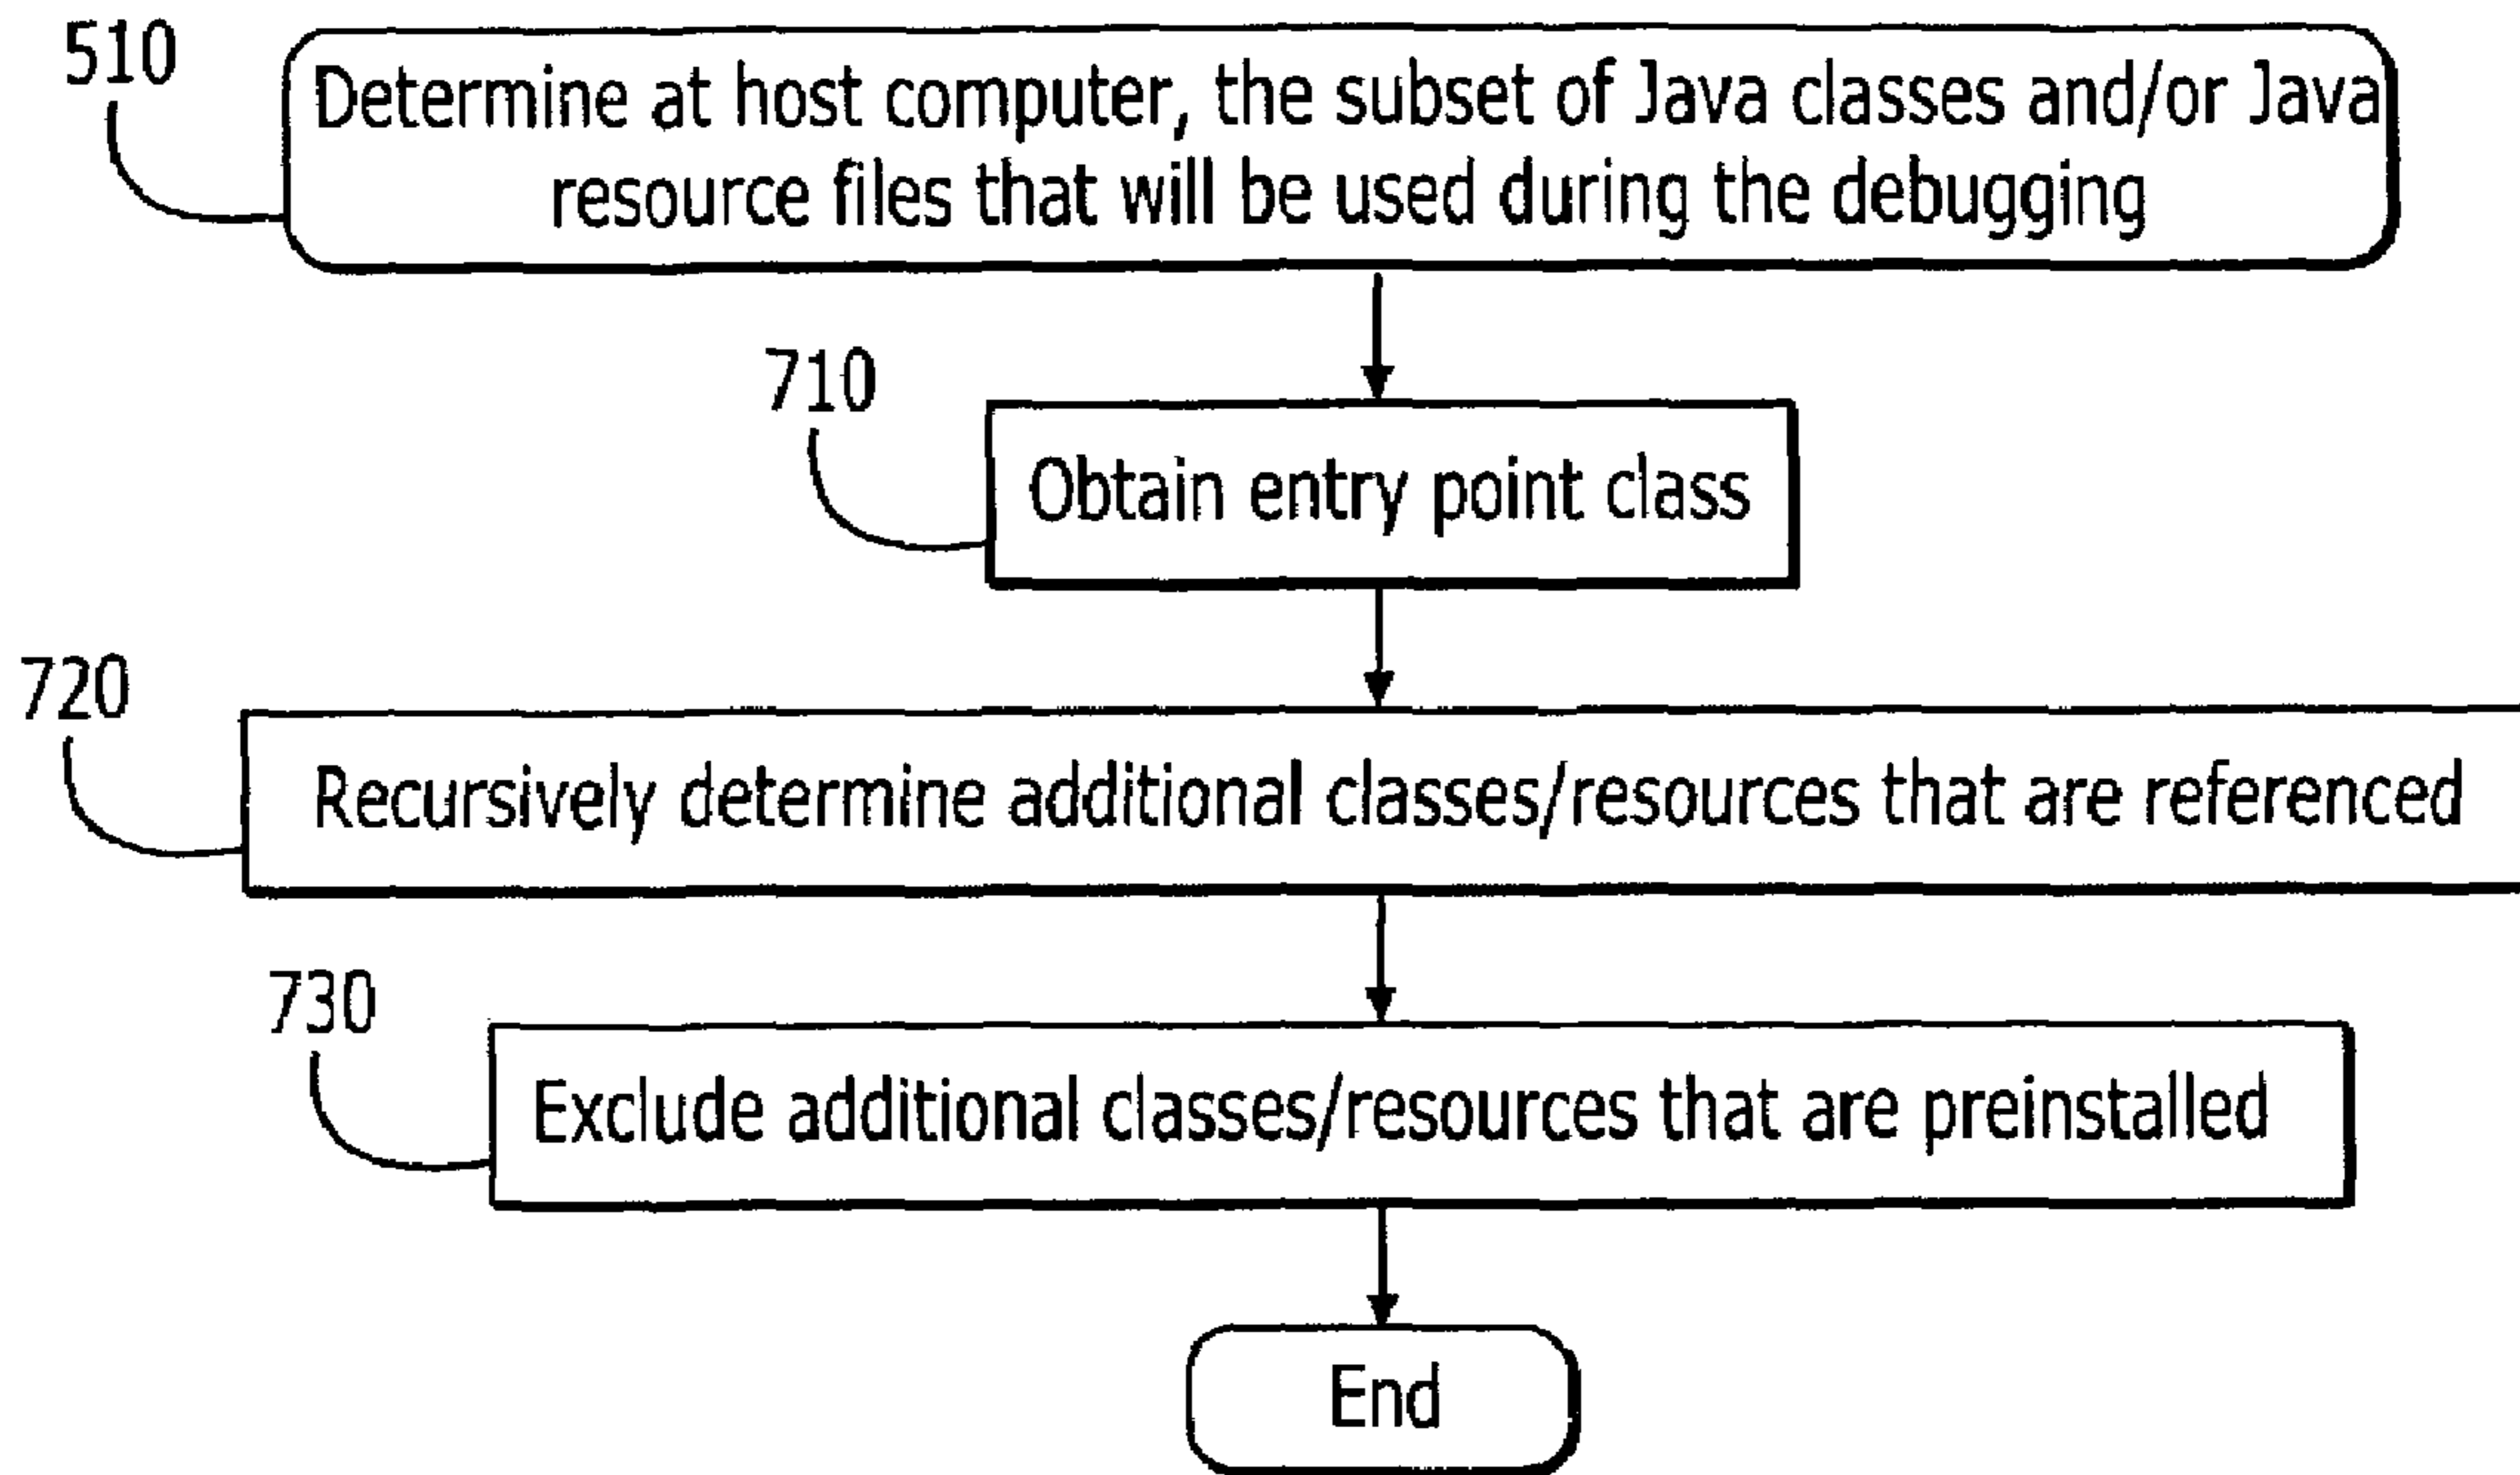 510
Determine at host computer, the subset of Java classes and/or Java
resource files that will be used during the debugging
710
Obtain entry point class
720
Recursively determine additional classes/resources that are referenced
730
Exclude additional classes/resources that are preinstalled
End